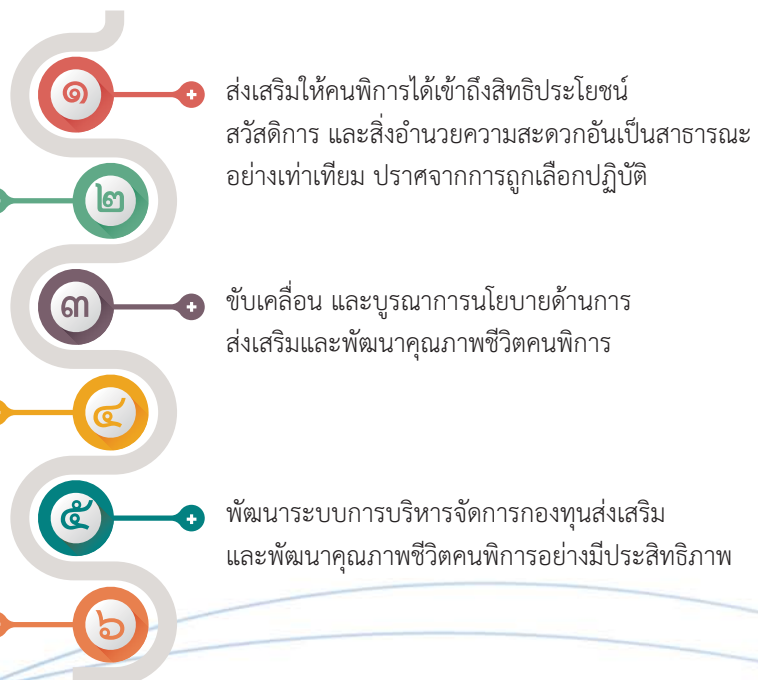 ๑
ส่งเสริมให้คนพิการได้เข้าถึงสิทธิประโยชน์
สวัสดิการ และสิ่งอำนวยความสะดวกอันเป็นสาธารณะ
อย่างเท่าเทียม ปราศจากการถูกเลือกปฏิบัติ
๒
๓
ขับเคลื่อน และบูรณาการนโยบายด้านการ
ส่งเสริมและพัฒนาคุณภาพชีวิตคนพิการ
๔
๕
พัฒนาระบบการบริหารจัดการกองทุนส่งเสริม
และพัฒนาคุณภาพชีวิตคนพิการอย่างมีประสิทธิภาพ
๖